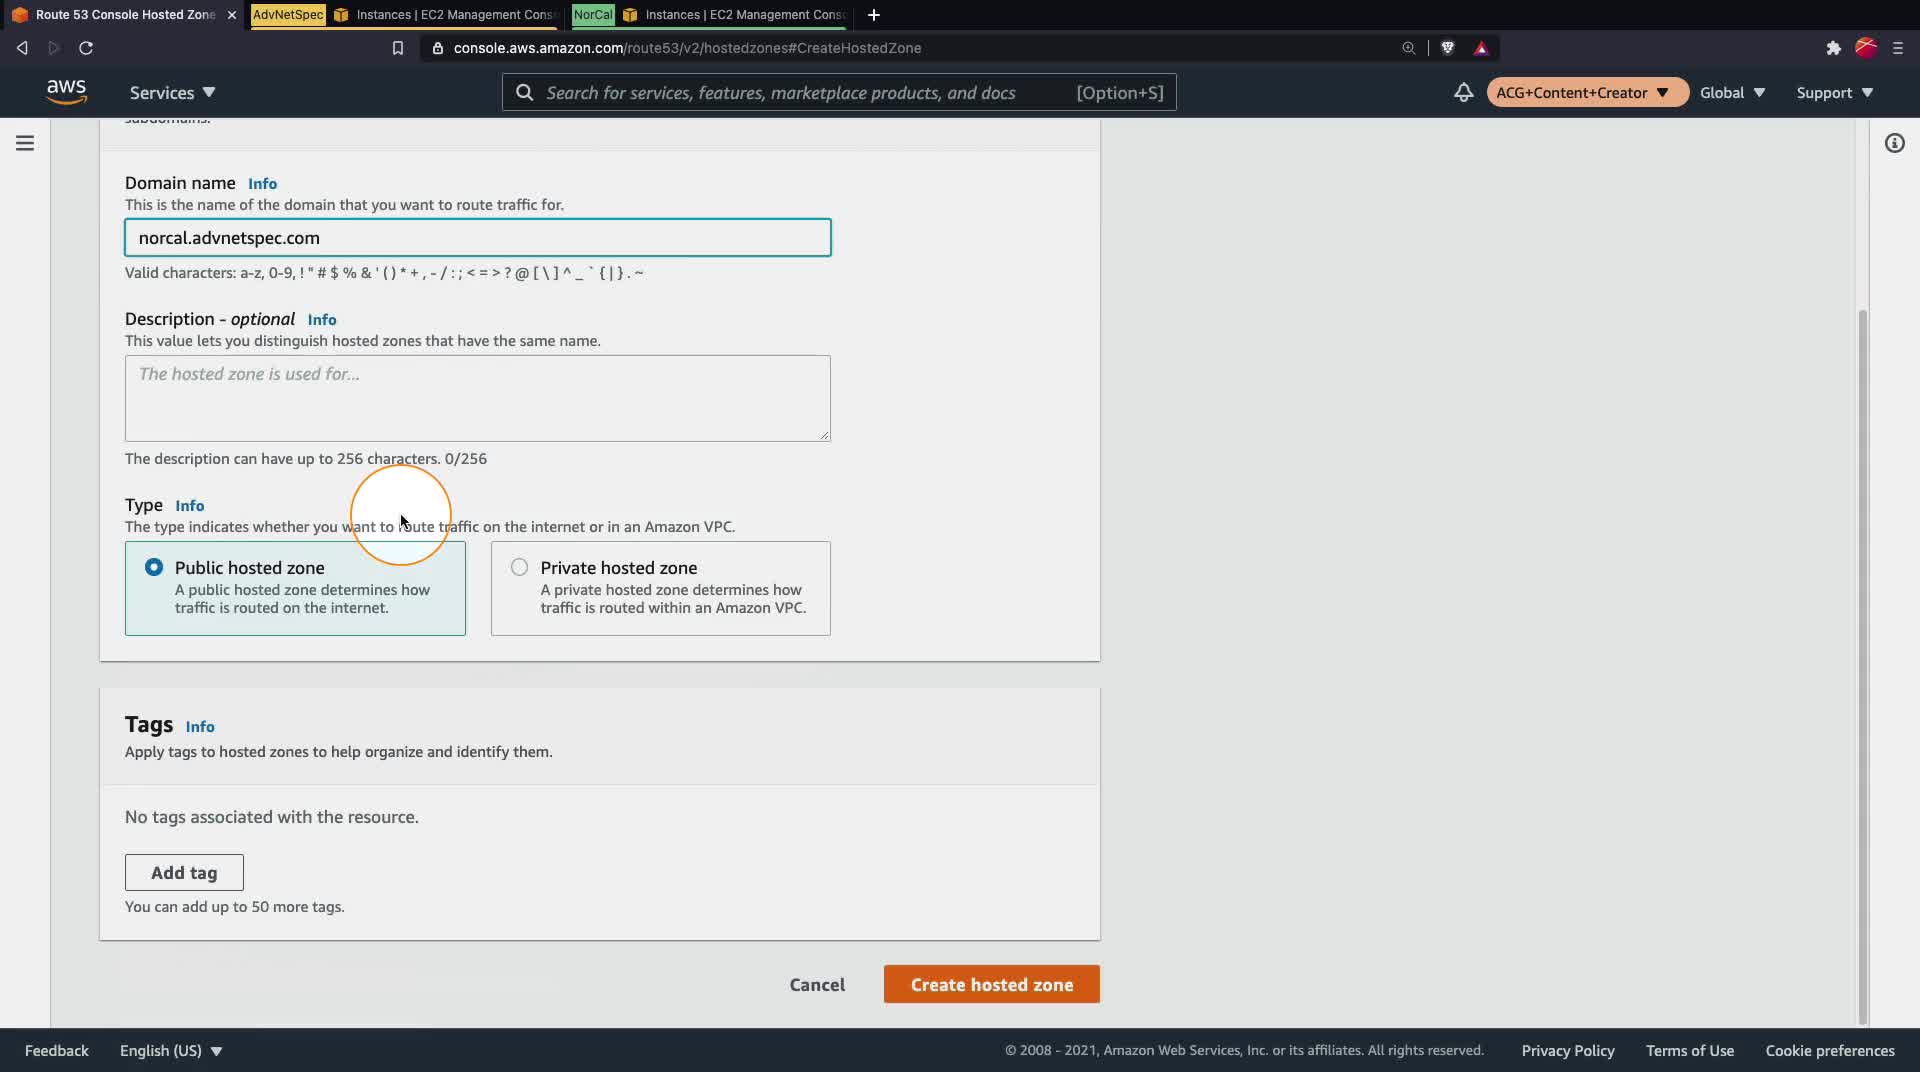 Route 53 Console Hosted Zone
AdvNetSpec
Instances | EC2 Management Cons
NorCal
Instances | EC2 Management Cons
console.aws.amazon.com/route53/v2/hostedzones#CreateHostedZone
aws
Services
Search for services, features, marketplace products, and docs
[Option+S]
ACG+Content+Creator
Global
Support
subdomains.
Domain name Info
This is the name of the domain that you want to route traffic for.
norcal.advnetspec.com
Valid characters: a-z, 0-9, ! " # $ % & ' ( ) * + , - / : ; < = > ? @ [ \ ] ^ _ ` { | } . ~
Description - optional Info
This value lets you distinguish hosted zones that have the same name.
The hosted zone is used for...
The description can have up to 256 characters. 0/256
Type Info
The type indicates whether you want to route traffic on the internet or in an Amazon VPC.
Public hosted zone
A public hosted zone determines how
traffic is routed on the internet.
Private hosted zone
A private hosted zone determines how
traffic is routed within an Amazon VPC.
Tags Info
Apply tags to hosted zones to help organize and identify them.
No tags associated with the resource.
Add tag
You can add up to 50 more tags.
Cancel
Create hosted zone
Feedback
English (US)
© 2008 - 2021, Amazon Web Services, Inc. or its affiliates. All rights reserved.
Privacy Policy
Terms of Use
Cookie preferences